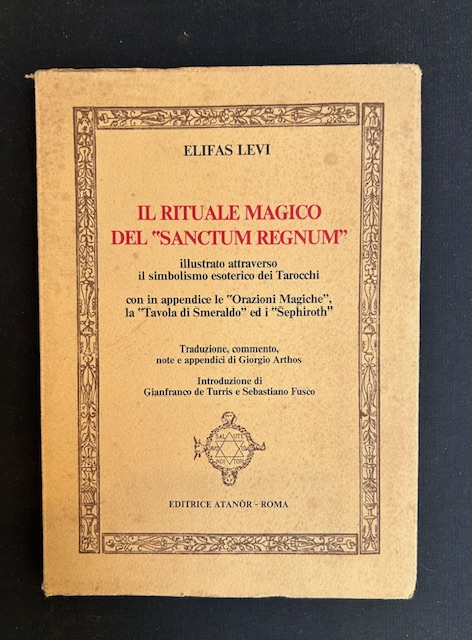 ELIFAS LEVI
IL RITUALE MAGICO
DEL "SANCTUM REGNUM"
illustrato attraverso
il simbolismo esoterico dei Tarocchi
con in appendice le "Orazioni Magiche",
la "Tavola di Smeraldo" ed i "Sephiroth"
Traduzione, commento,
note e appendici di Giorgio Arthos
Introduzione di
Gianfranco de Turris e Sebastiano Fusco
EDITRICE ATANÒR - ROMA